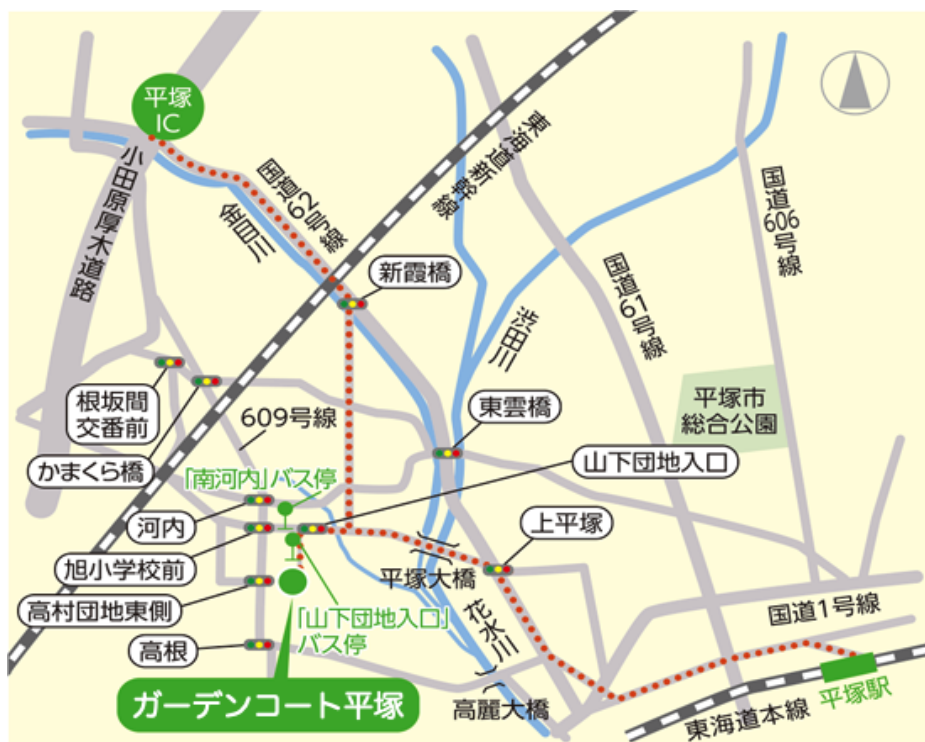 平塚
IC
小田原厚木道路
国道62号線
金目川
東海道新幹線
国道606号線
新霞橋
国道61号線
渋田川
根坂間
交番前
かまくら橋
609号線
東雲橋
平塚市
総合公園
「南河内」バス停
山下団地入口
河内
旭小学校前
上平塚
平塚大橋
高村団地東側
「山下団地入口」
バス停
花水川
国道1号線
高根
ガーデンコート平塚
高麗大橋
東海道本線
平塚駅